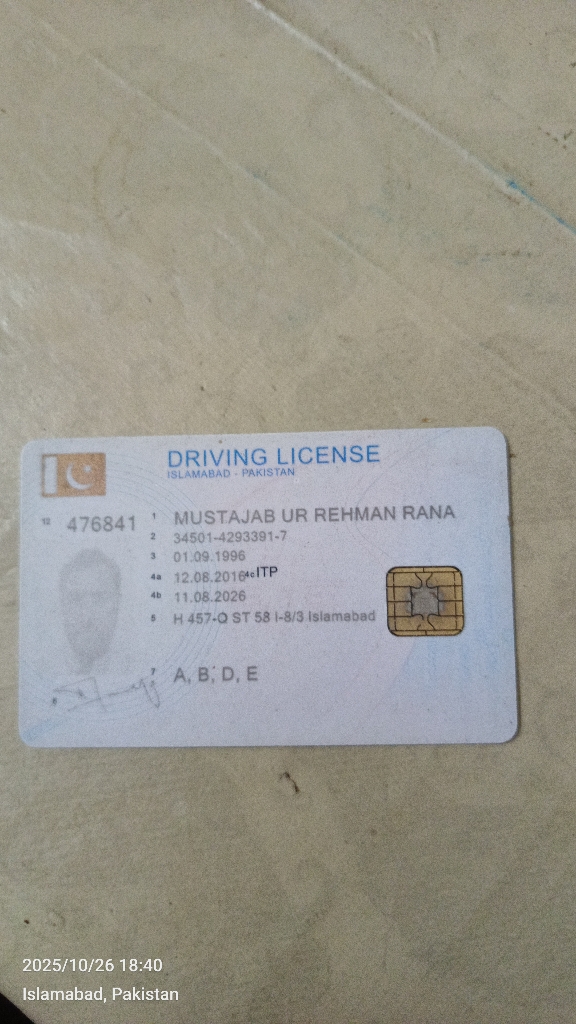 DRIVING LICENSE
ISLAMABAD - PAKISTAN
12 476841
1 MUSTAJAB UR REHMAN RANA
2 34501-4293391-7
3 01.09.1996
4a 12.08.2016 4c ITP
4b 11.08.2026
5 H 457-Q ST 58 I-8/3 Islamabad
7 A, B, D, E
2025/10/26 18:40
Islamabad, Pakistan